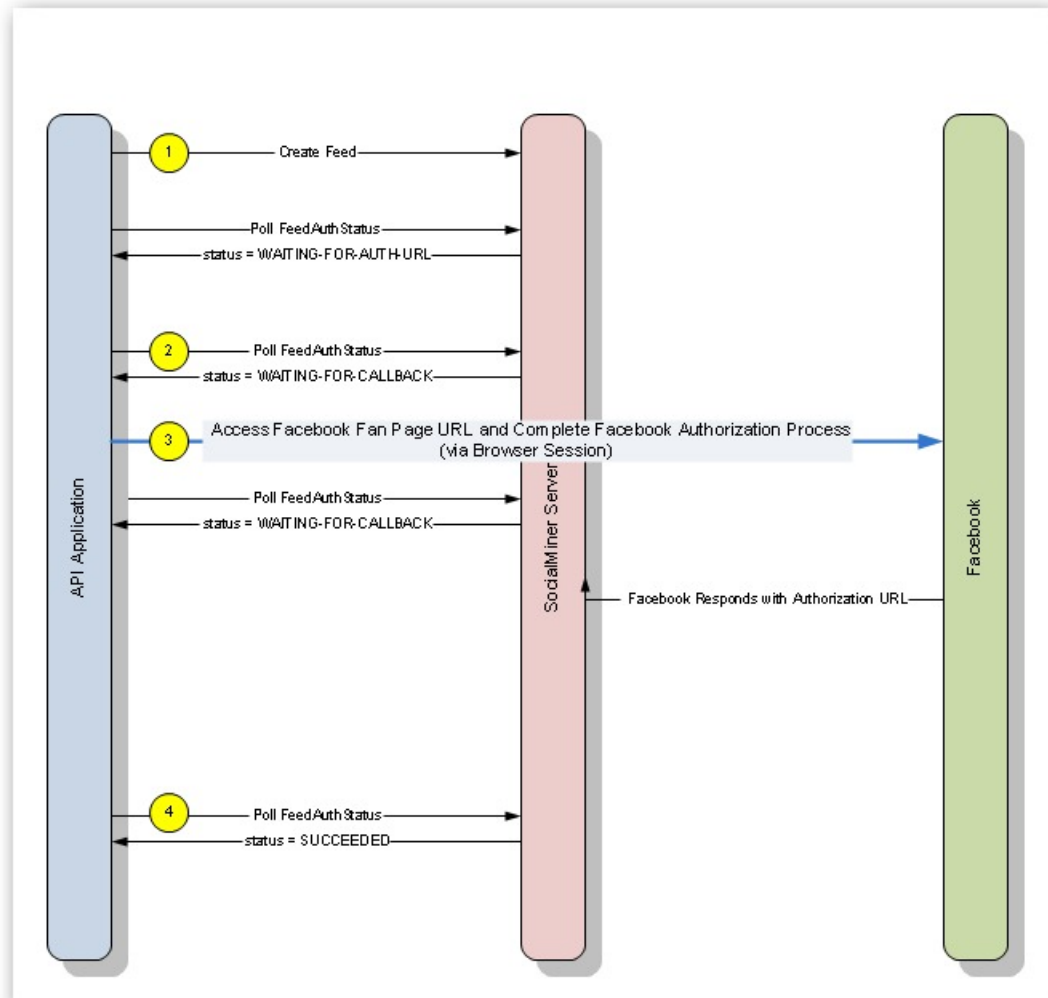 1
Create Feed
Poll FeedAuthStatus
status = WAITING-FOR-AUTH-URL
2
Poll FeedAuthStatus
status = WAITING-FOR-CALLBACK
3
Access Facebook Fan Page URL and Complete Facebook Authorization Process
(via Browser Session)
Poll FeedAuthStatus
status = WAITING-FOR-CALLBACK
API Application
SocialMiner Server
Facebook
Facebook Responds with Authorization URL
4
Poll FeedAuthStatus
status = SUCCEEDED